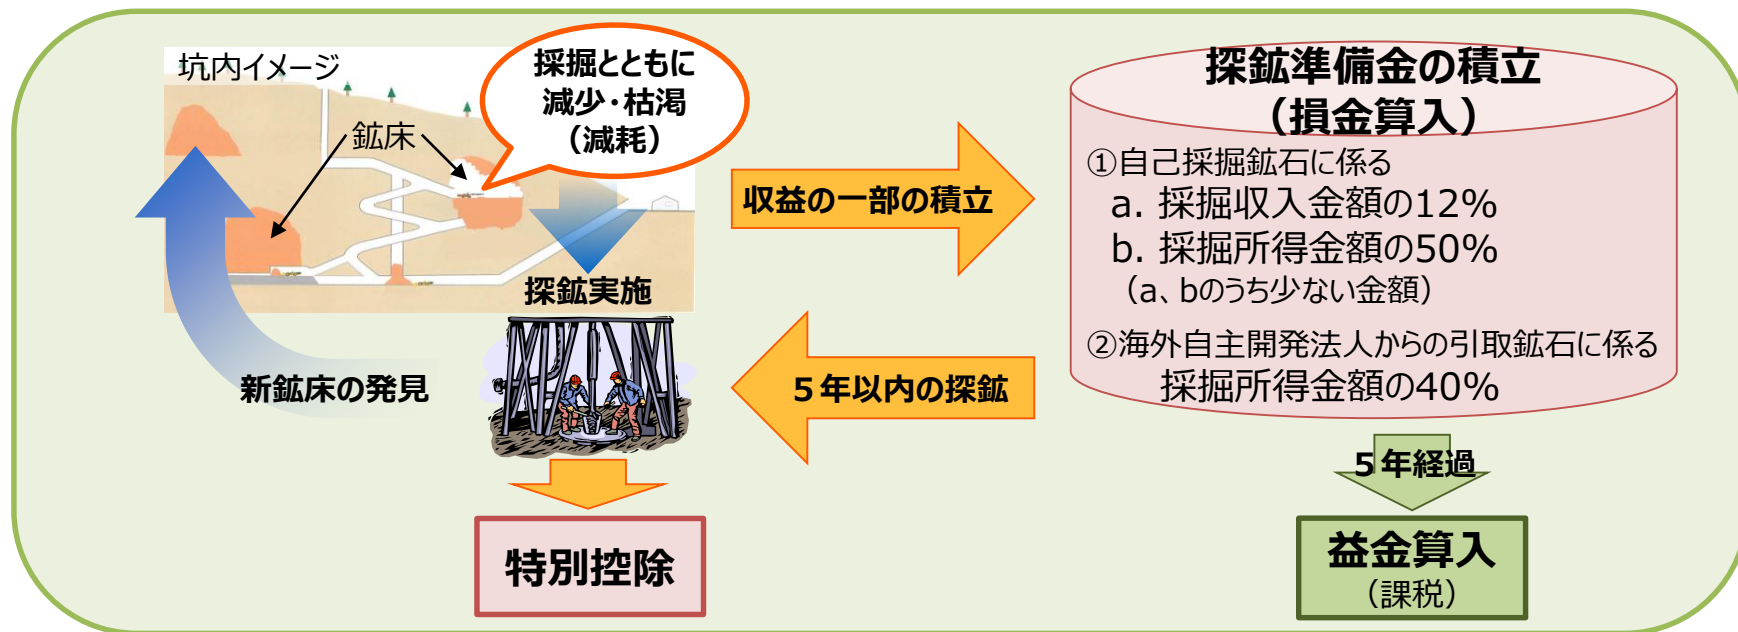 坑内イメージ
鉱床
採掘とともに
減少・枯渇
（減耗）
探鉱実施
新鉱床の発見
収益の一部の積立
５年以内の探鉱
特別控除
探鉱準備金の積立
（損金算入）
①自己採掘鉱石に係る
a. 採掘収入金額の12%
b. 採掘所得金額の50%
（a、bのうち少ない金額）
②海外自主開発法人からの引取鉱石に係る
採掘所得金額の40%
５年経過
益金算入
（課税）